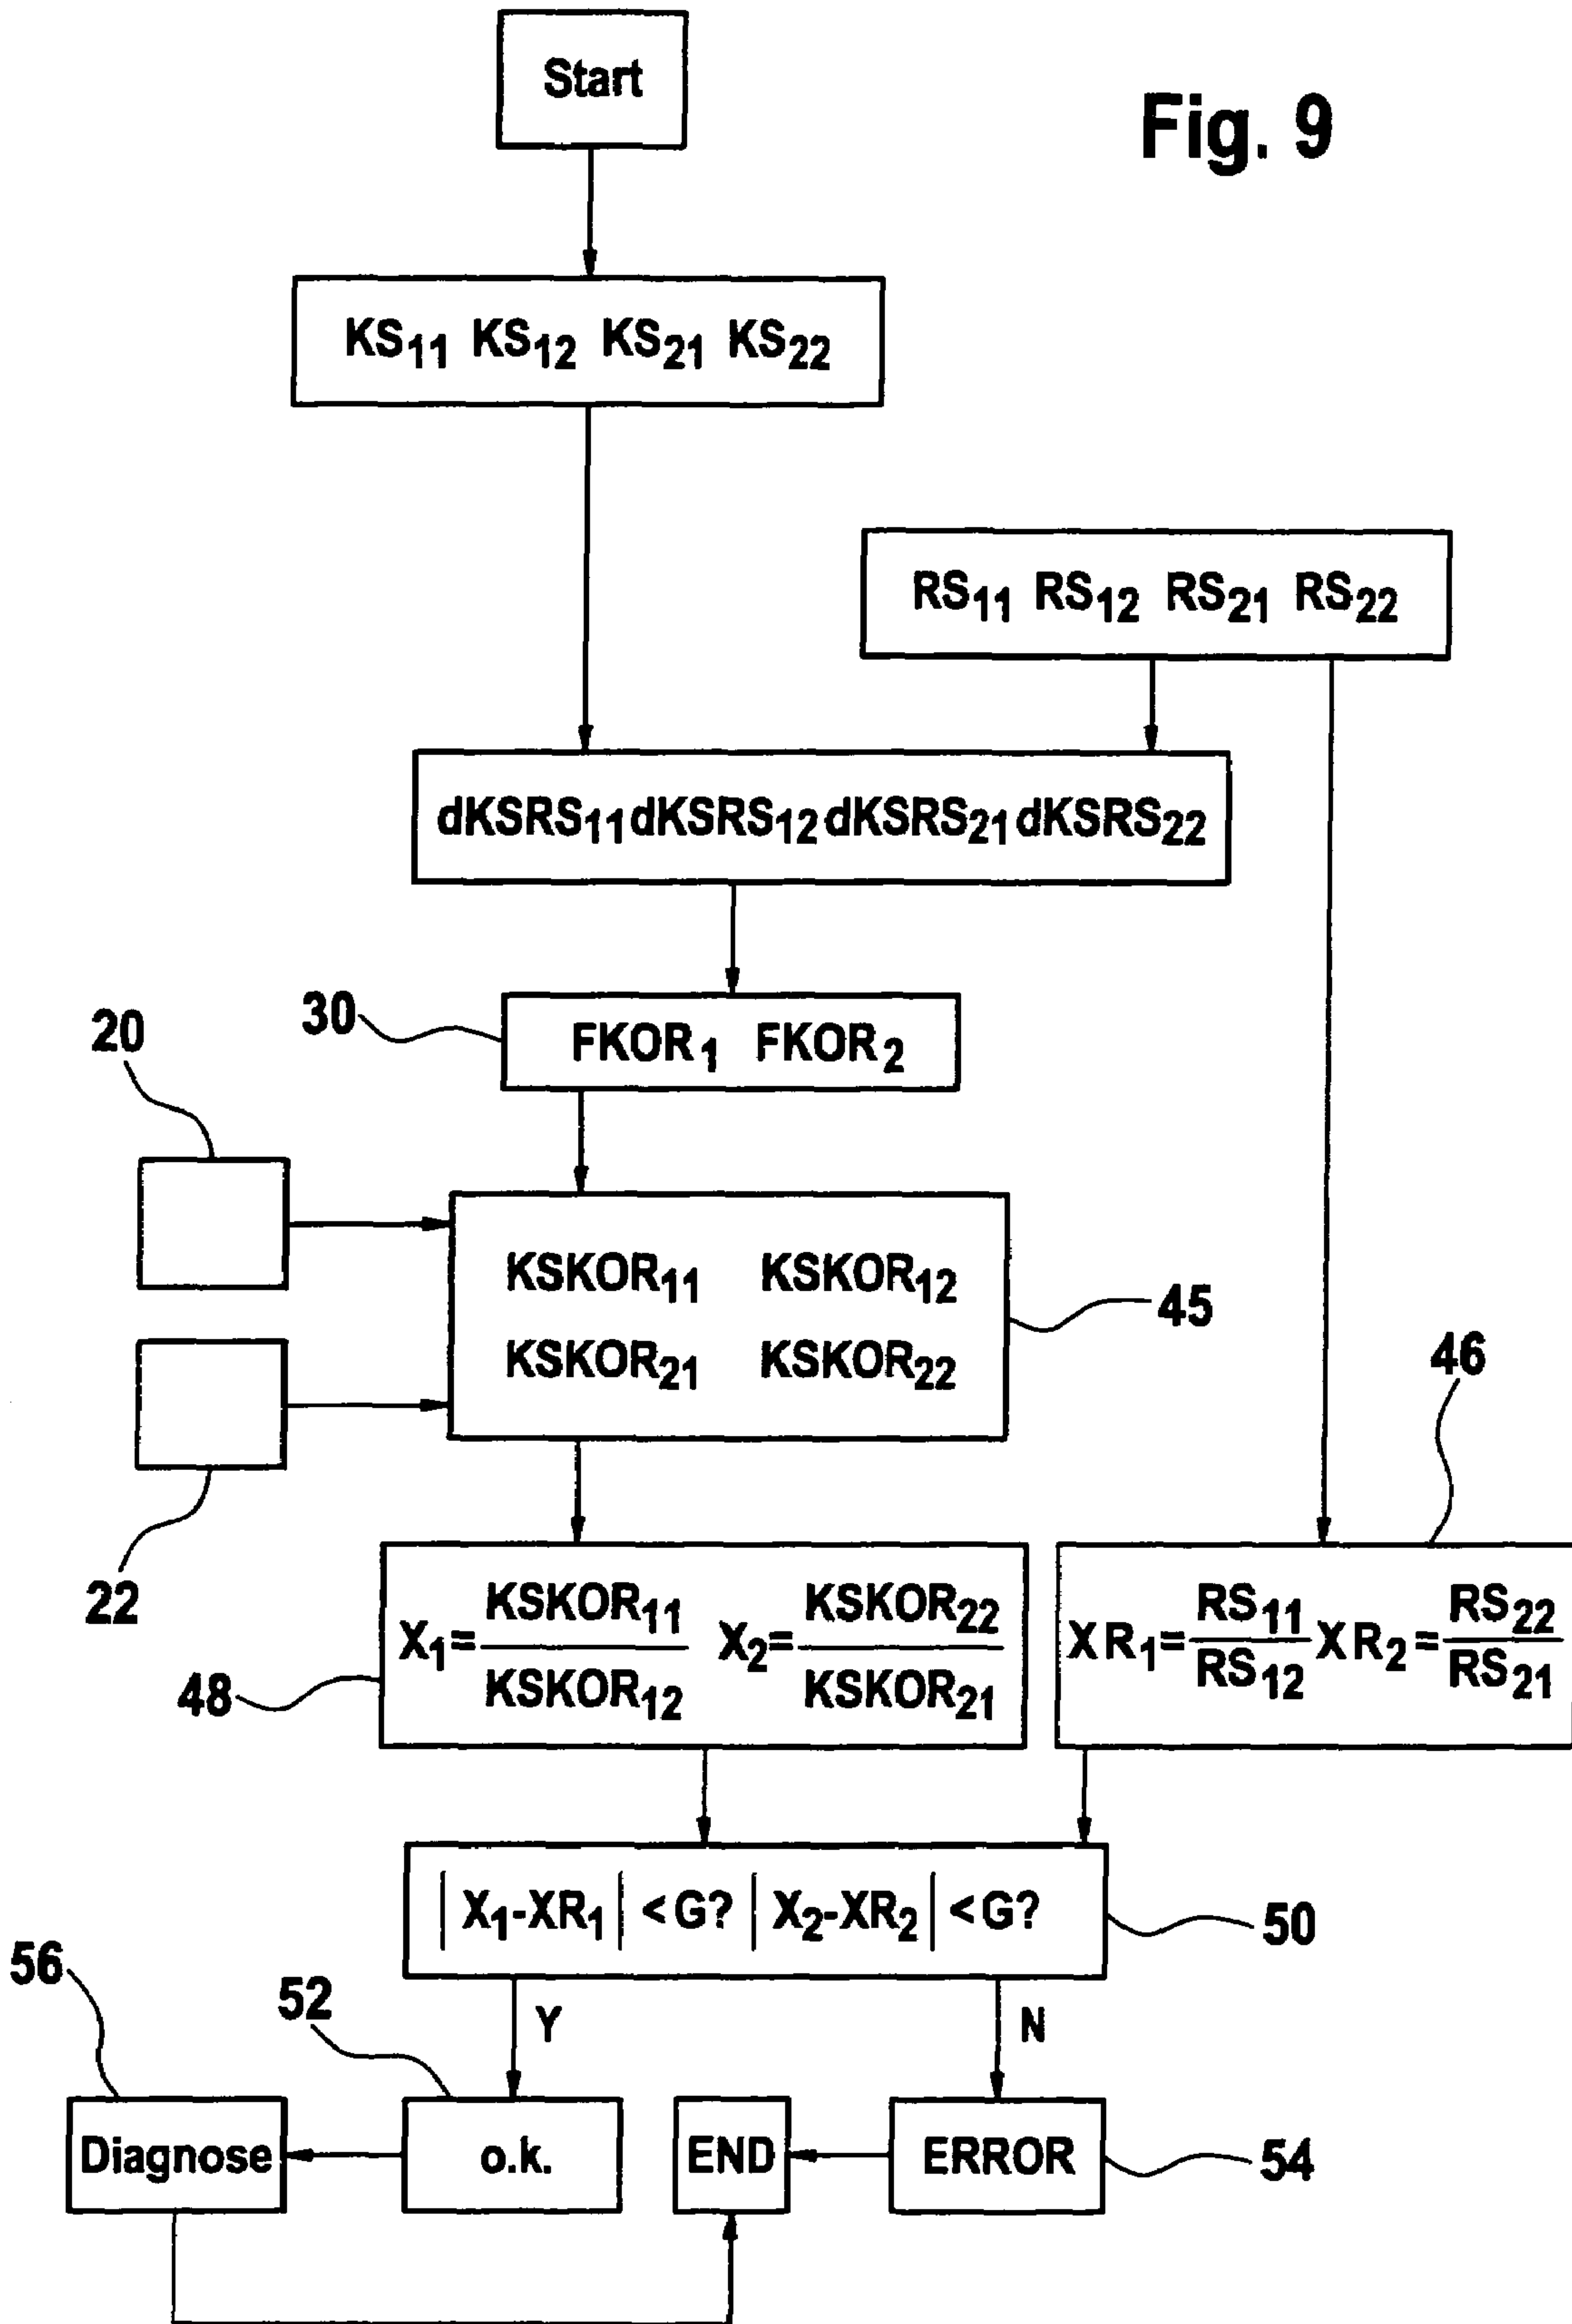 Start
Fig. 9
KS11 KS12 KS21 KS22
RS11 RS12 RS21 RS22
dKSRS11 dKSRS12 dKSRS21 dKSRS22
30
FKOR1 FKOR2
20
KSKOR11 KSKOR12
45
KSKOR21 KSKOR22
46
22
X1= KSKOR11 / KSKOR12 X2= KSKOR22 / KSKOR21
48
XR1= RS11 / RS12 XR2= RS22 / RS21
|X1-XR1| <G? |X2-XR2| <G?
50
56
52
Y
N
Diagnose
o.k.
END
ERROR
54